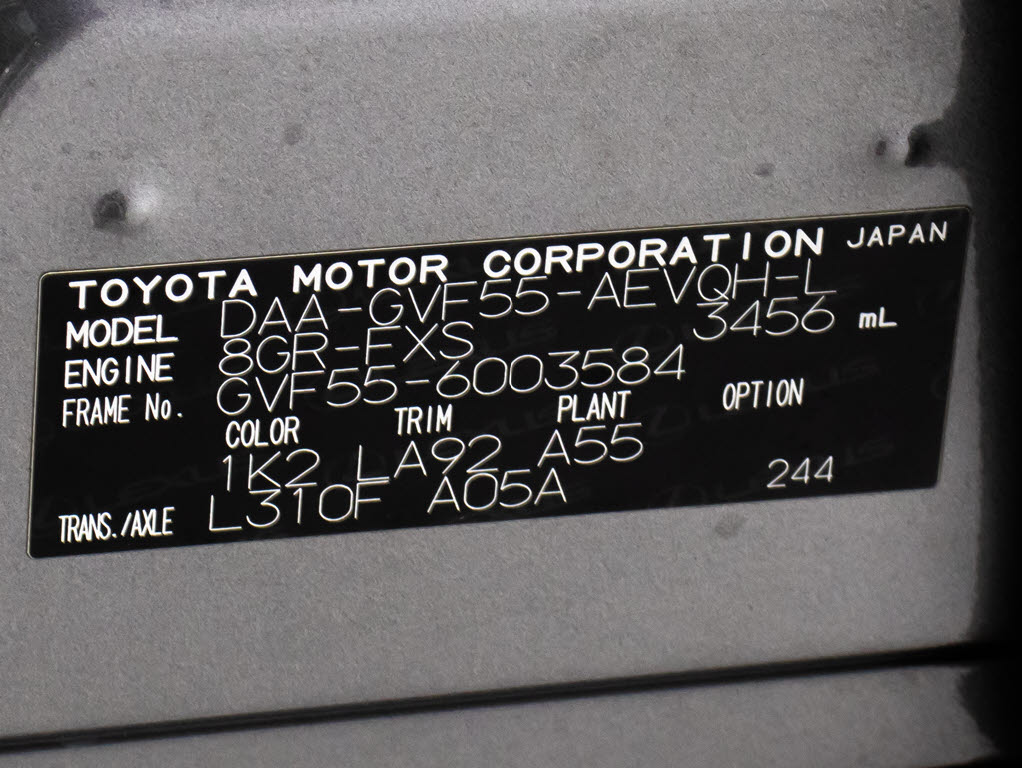 TOYOTA MOTOR CORPORATION JAPAN
MODEL DAA-GVF55-AEVQH-L
ENGINE 8GR-FXS 3456 mL
FRAME No. GVF55-6003584
COLOR TRIM PLANT OPTION
1K2 LA92 A55
TRANS./AXLE L310F A05A 244
LEXUS